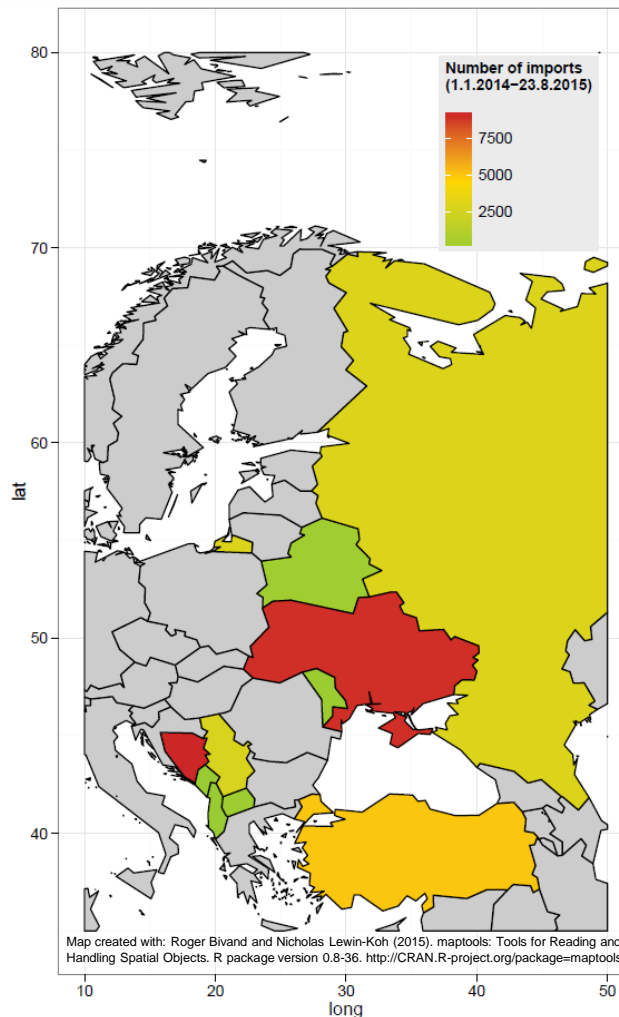 80
Number of imports
(1.1.2014−23.8.2015)
7500
5000
2500
70
60
lat
50
40
Map created with: Roger Bivand and Nicholas Lewin-Koh (2015). maptools: Tools for Reading and
Handling Spatial Objects. R package version 0.8-36. http://CRAN.R-project.org/package=maptools
10 20 30 40 50
long